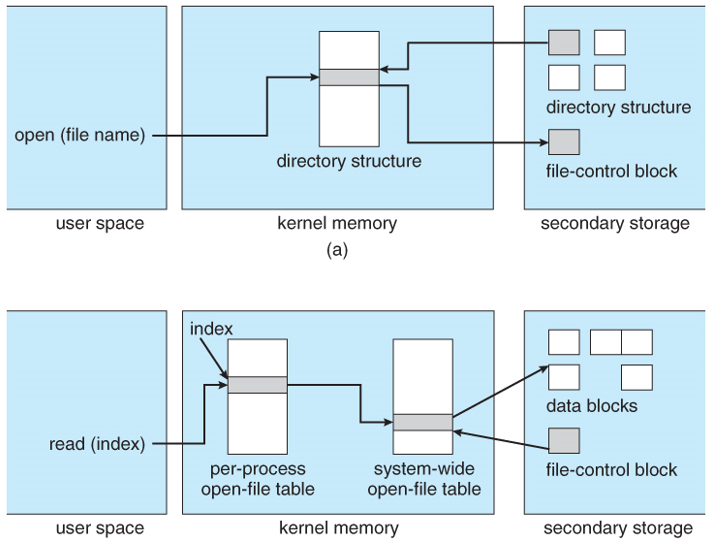 open (file name)
directory structure
directory structure
file-control block
user space
kernel memory
secondary storage
(a)
index
read (index)
per-process
open-file table
system-wide
open-file table
data blocks
file-control block
user space
kernel memory
secondary storage